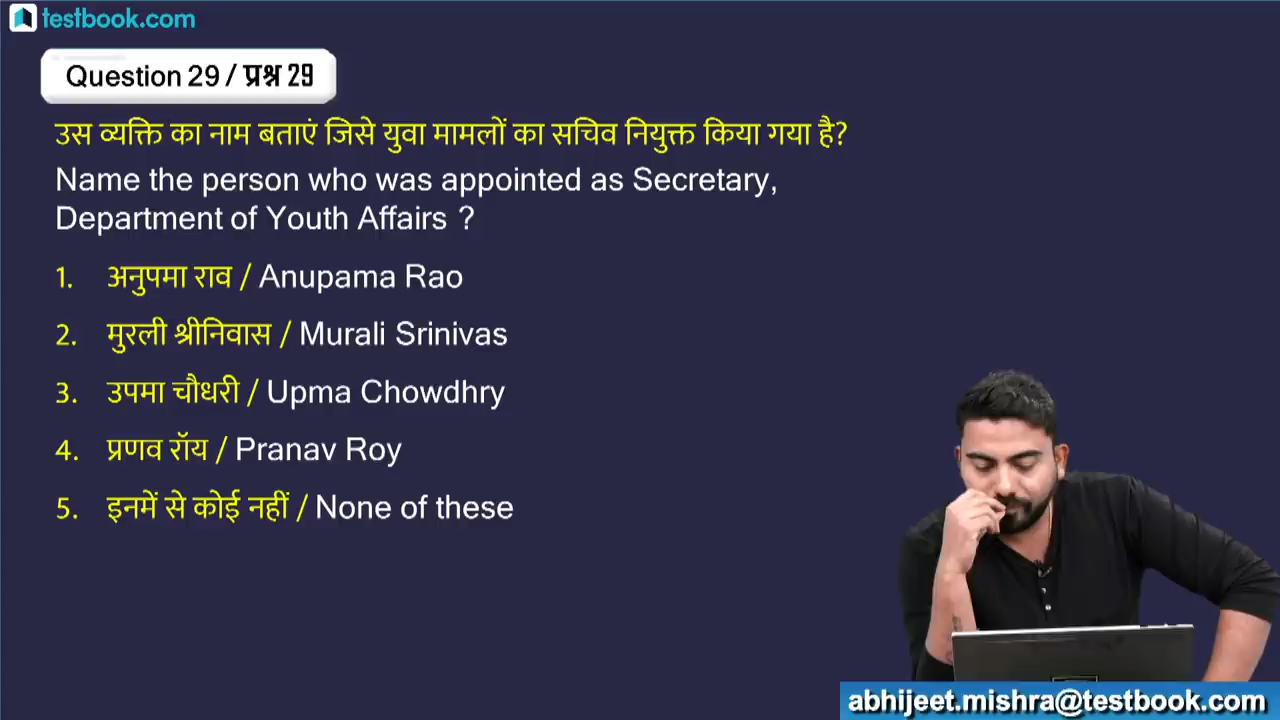 testbook.com
Question 29 / प्रश्न 29
उस व्यक्ति का नाम बताएं जिसे युवा मामलों का सचिव नियुक्त किया गया है?
Name the person who was appointed as Secretary,
Department of Youth Affairs ?
1. अनुपमा राव / Anupama Rao
2. मुरली श्रीनिवास / Murali Srinivas
3. उपमा चौधरी / Upma Chowdhry
4. प्रणव रॉय / Pranav Roy
5. इनमें से कोई नहीं / None of these
abhijeet.mishra@testbook.com